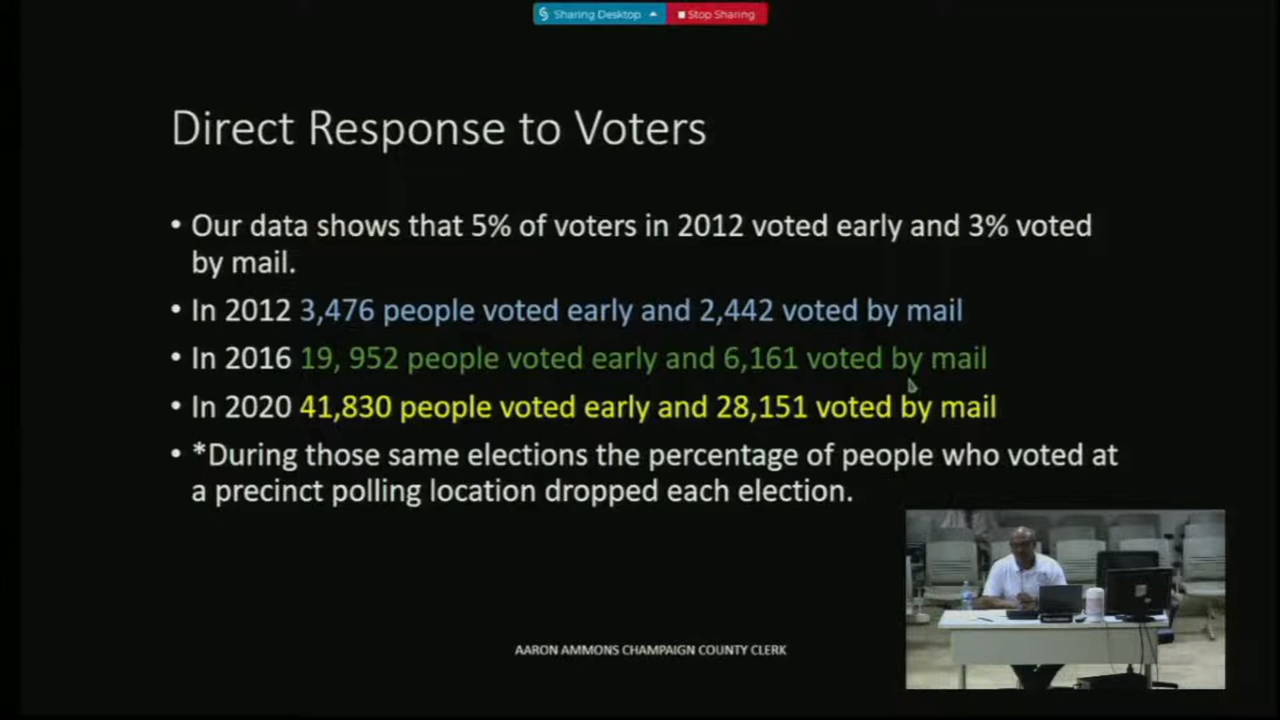 Sharing Desktop
Stop Sharing
Direct Response to Voters
• Our data shows that 5% of voters in 2012 voted early and 3% voted
by mail.
• In 2012 3,476 people voted early and 2,442 voted by mail
• In 2016 19, 952 people voted early and 6,161 voted by mail
• In 2020 41,830 people voted early and 28,151 voted by mail
• *During those same elections the percentage of people who voted at
a precinct polling location dropped each election.
AARON AMMONS CHAMPAIGN COUNTY CLERK